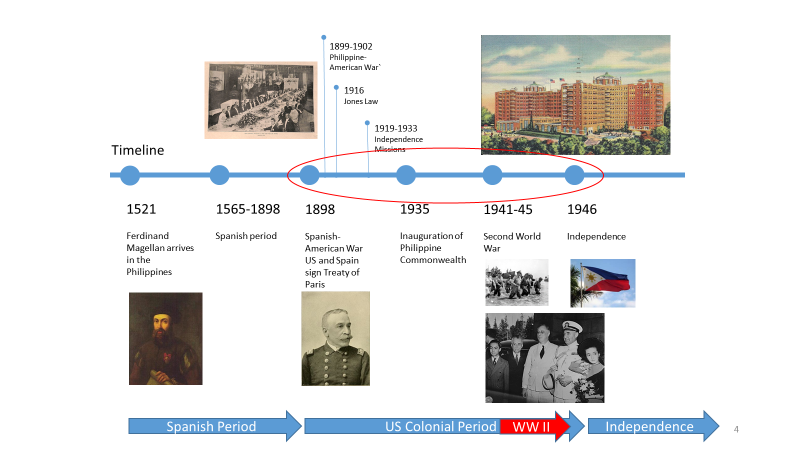 1899-1902
Philippine-
American War`
1916
Jones Law
1919-1933
Independence
Missions
Timeline
1521
Ferdinand
Magellan arrives
in the
Philippines
1565-1898
Spanish period
1898
Spanish-
American War
US and Spain
sign Treaty of
Paris
1935
Inauguration of
Philippine
Commonwealth
1941-45
Second World
War
1946
Independence
Spanish Period
US Colonial Period
WW II
Independence
4